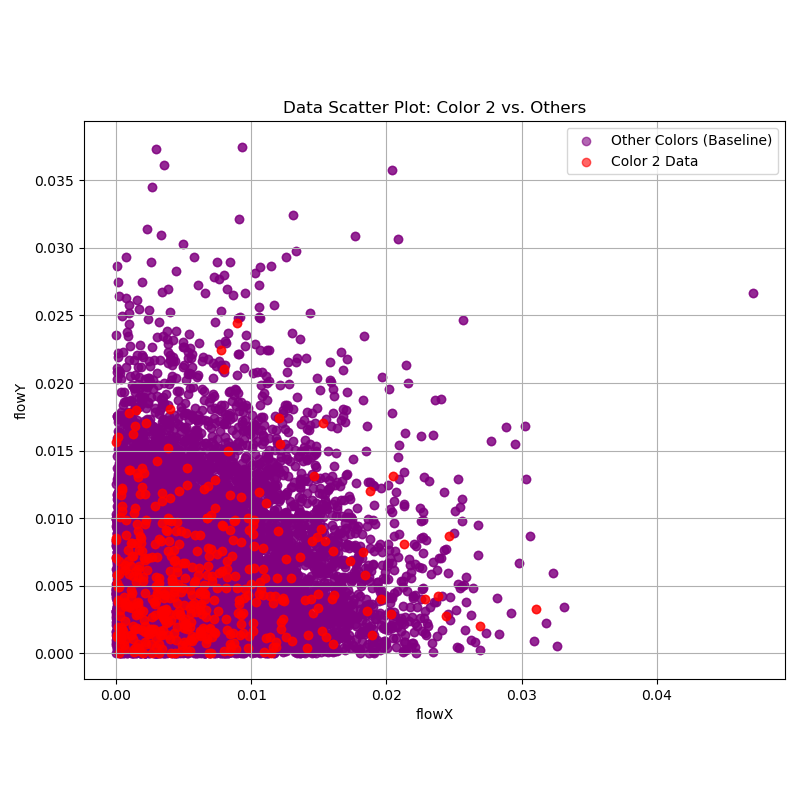 Data Scatter Plot: Color 2 vs. Others
Other Colors (Baseline)
Color 2 Data
0.035
0.030
0.025
0.020
0.015
0.010
0.005
0.000
flowY
0.00 0.01 0.02 0.03 0.04
flowX